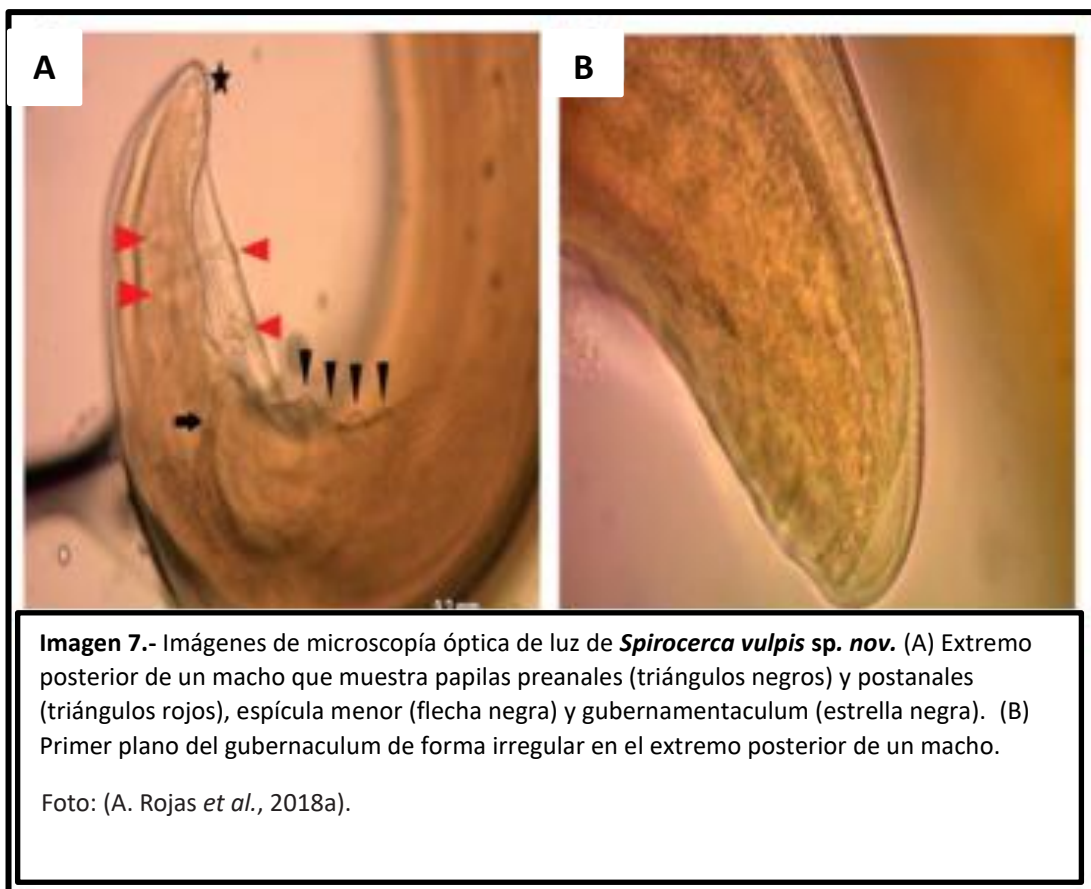 A
B
Imagen 7.- Imágenes de microscopía óptica de luz de Spirocerca vulpis sp. nov. (A) Extremo
posterior de un macho que muestra papilas preanales (triángulos negros) y postanales
(triángulos rojos), espícula menor (flecha negra) y gubernamentaculum (estrella negra). (B)
Primer plano del gubernaculum de forma irregular en el extremo posterior de un macho.
Foto: (A. Rojas et al., 2018a).